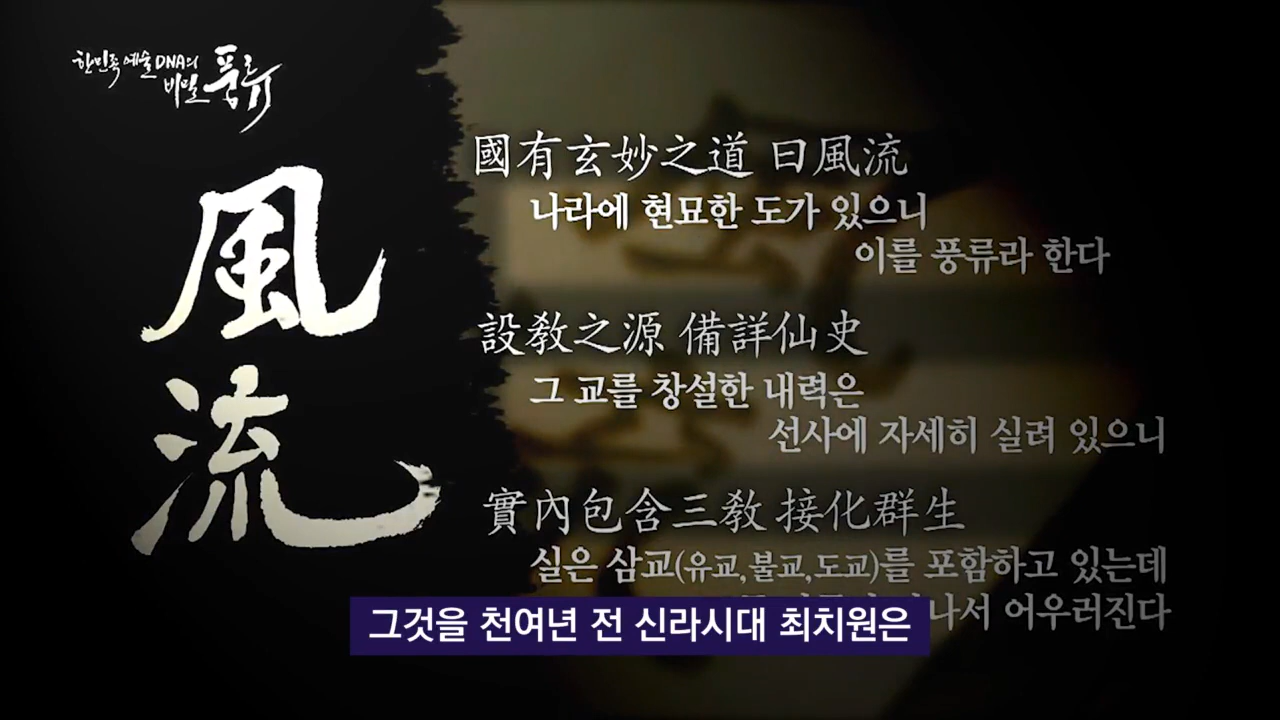 한민족 예술 DNA의
비밀 풍류
風
流
國有玄妙之道 曰風流
나라에 현묘한 도가 있으니
이를 풍류라 한다
設敎之源 備詳仙史
그 교를 창설한 내력은
선사에 자세히 실려 있으니
實內包含三敎 接化群生
실은 삼교(유교,불교,도교)를 포함하고 있는데
어우러진다
그것을 천여년 전 신라시대 최치원은